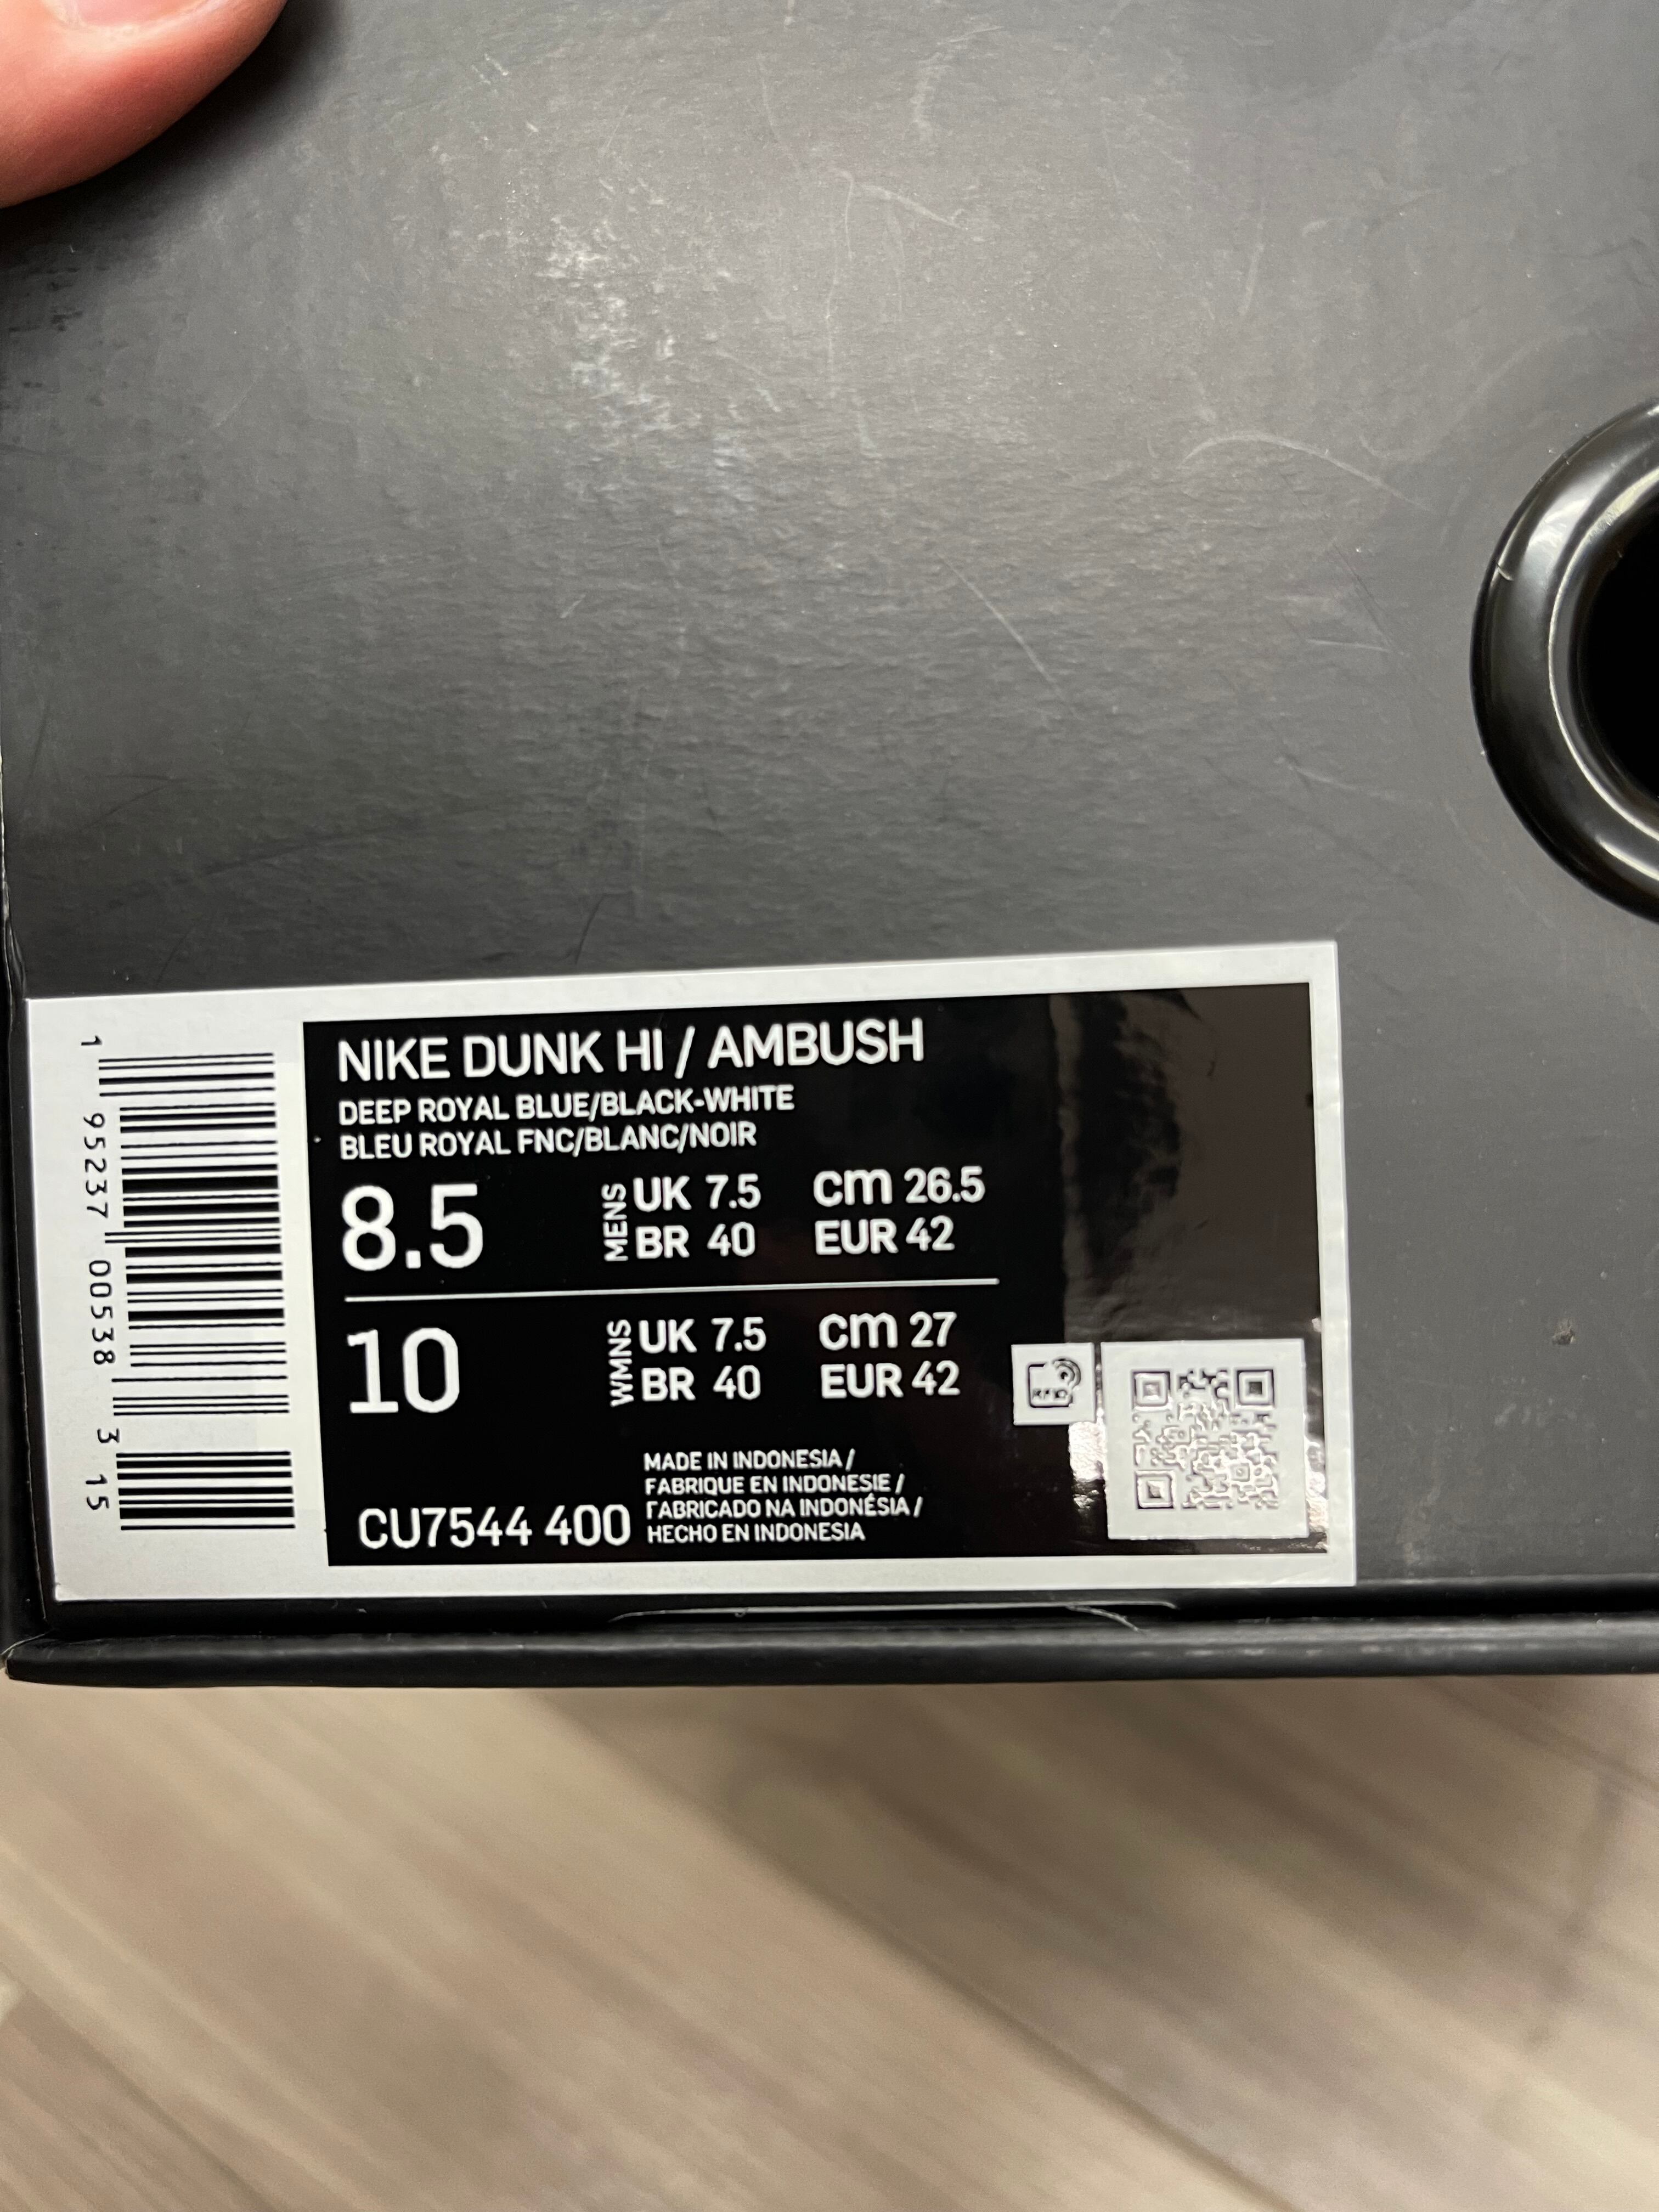 NIKE DUNK HI / AMBUSH
DEEP ROYAL BLUE/BLACK-WHITE
BLEU ROYAL FNC/BLANC/NOIR
8.5 MENS UK 7.5 cm 26.5
BR 40 EUR 42
10 WMNS UK 7.5 cm 27
BR 40 EUR 42
RFID
MADE IN INDONESIA /
FABRIQUE EN INDONESIE /
FABRICADO NA INDONÉSIA /
HECHO EN INDONESIA
CU7544 400
1 95237 00538 3 15